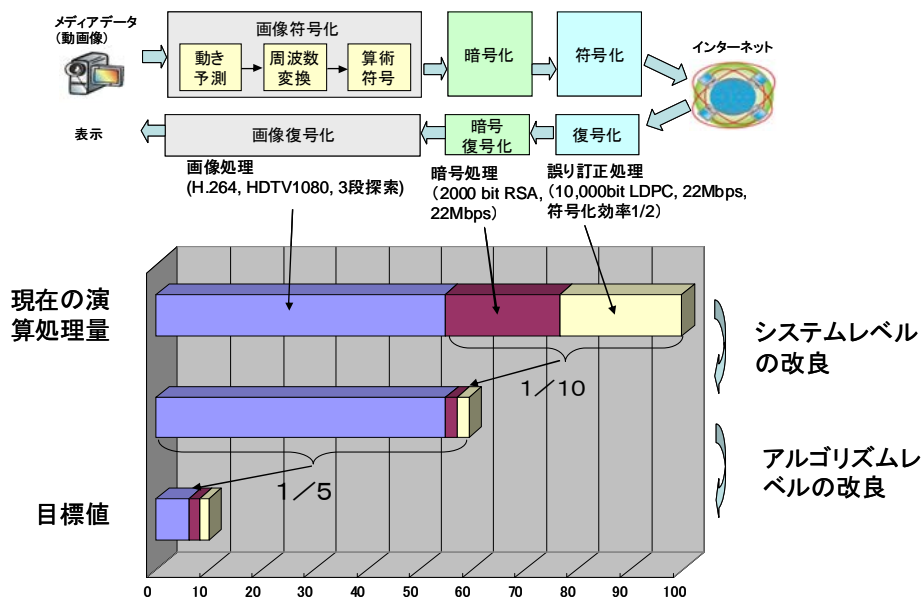 メディアデータ
(動画像)
画像符号化
動き
予測
周波数
変換
算術
符号
暗号化
符号化
インターネット
表示
画像復号化
暗号
復号化
復号化
画像処理
(H.264, HDTV1080, 3段探索)
暗号処理
(2000 bit RSA,
22Mbps)
誤り訂正処理
(10,000bit LDPC, 22Mbps,
符号化効率1/2)
現在の演
算処理量
システムレベル
の改良
1/10
アルゴリズムレ
ベルの改良
1/5
目標値
0 10 20 30 40 50 60 70 80 90 100